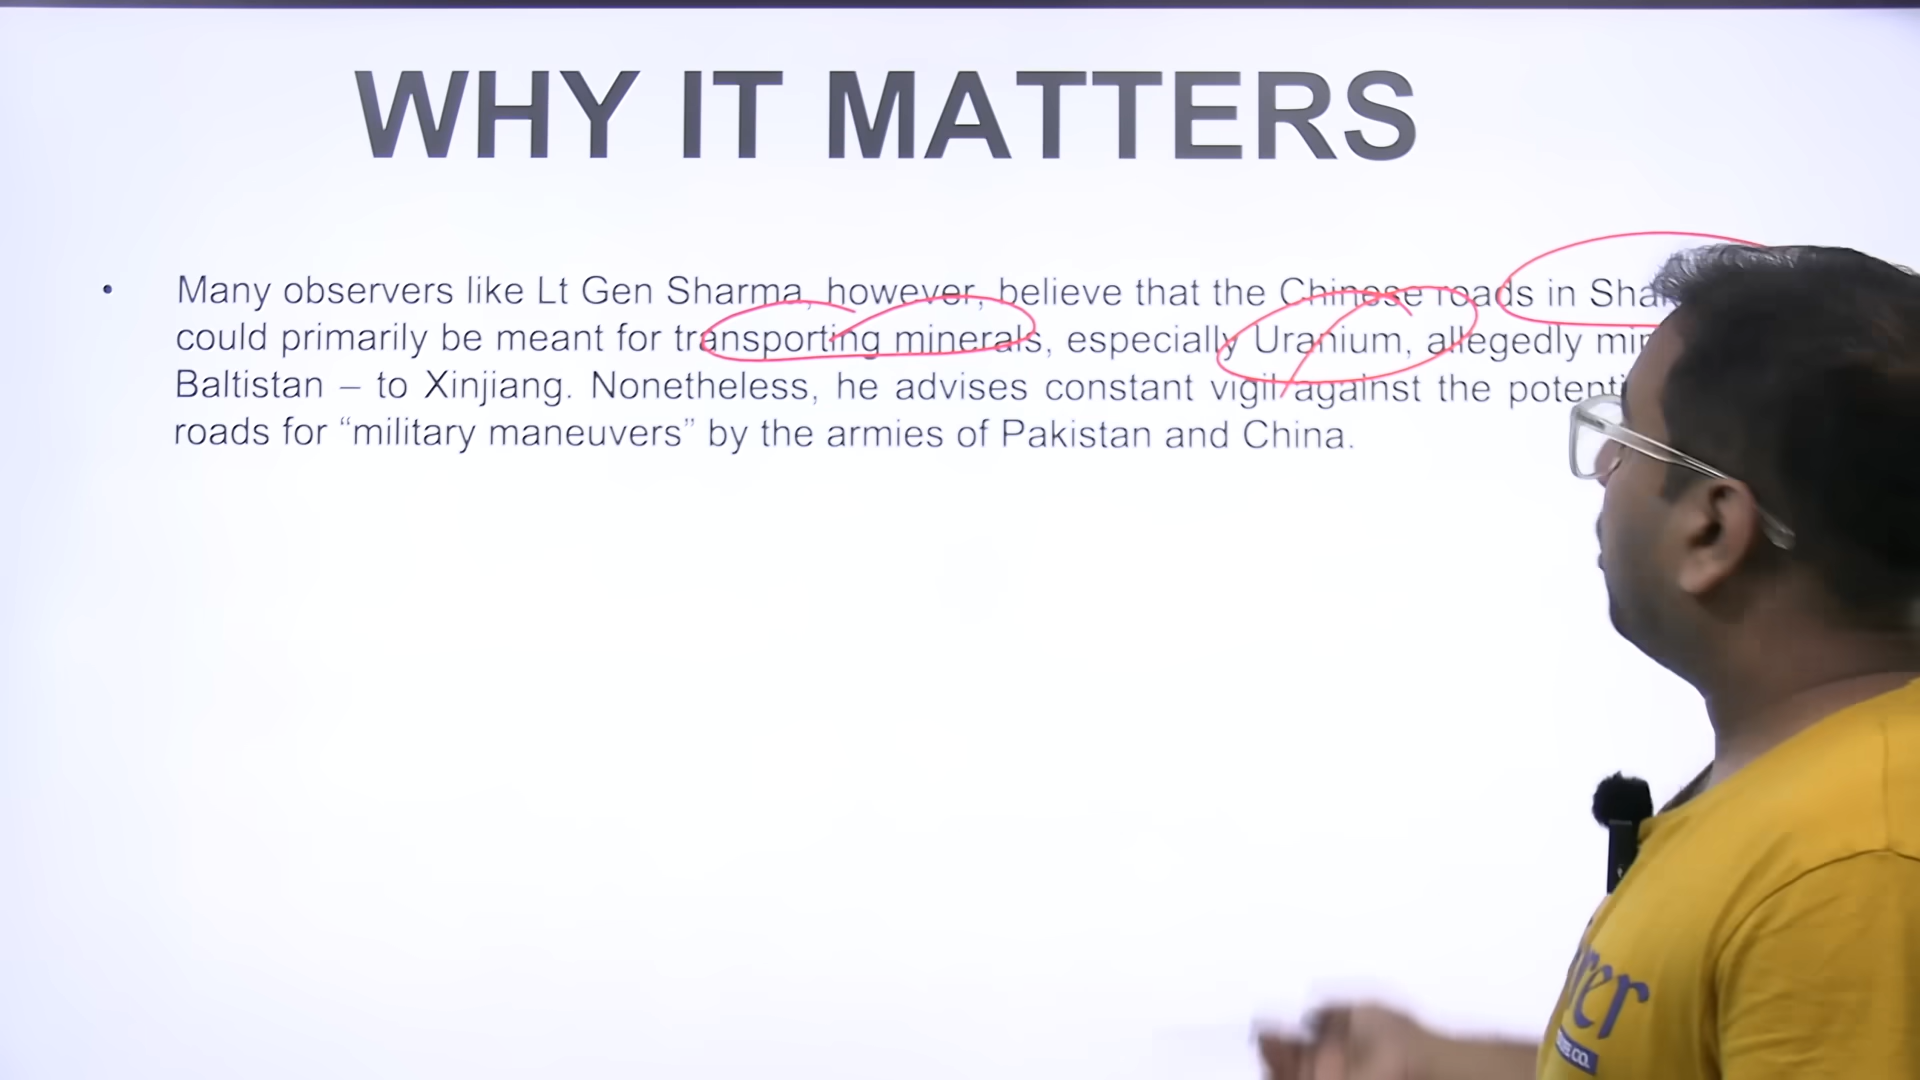 WHY IT MATTERS
• Many observers like Lt Gen Sharma, however, believe that the Chinese roads in
could primarily be meant for transporting minerals, especially Uranium, allegedly
Baltistan – to Xinjiang. Nonetheless, he advises constant vigil against the
roads for “military maneuvers” by the armies of Pakistan and China.